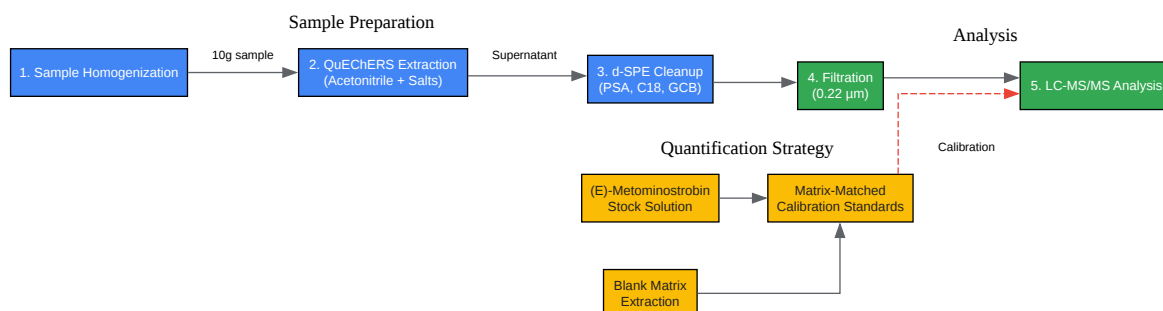 Sample Preparation
1. Sample Homogenization
10g sample
2. QuEChERS Extraction
(Acetonitrile + Salts)
Supernatant
3. d-SPE Cleanup
(PSA, C18, GCB)
Analysis
4. Filtration
(0.22 µm)
5. LC-MS/MS Analysis
Quantification Strategy
Calibration
(E)-Metominostrobin
Stock Solution
Matrix-Matched
Calibration Standards
Blank Matrix
Extraction